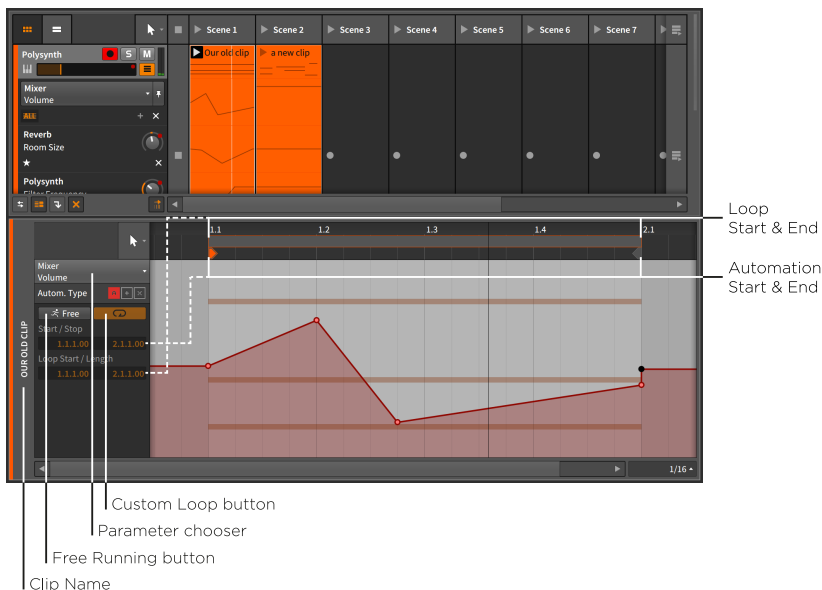 Scene 1
Scene 2
Scene 3
Scene 4
Scene 5
Scene 6
Scene 7
Polysynth
S
M
Our old clip
a new clip
Mixer
Volume
ALL
Reverb
Room Size
Polysynth
Filter Frequency
1.1
1.2
1.3
1.4
2.1
Loop
Start & End
Automation
Start & End
Mixer
Volume
Autom. Type
Free
Start / Stop
1.1.1.00
2.1.1.00
Loop Start / Length
1.1.1.00
2.1.1.00
OUR OLD CLIP
1/16
Custom Loop button
Parameter chooser
Free Running button
Clip Name